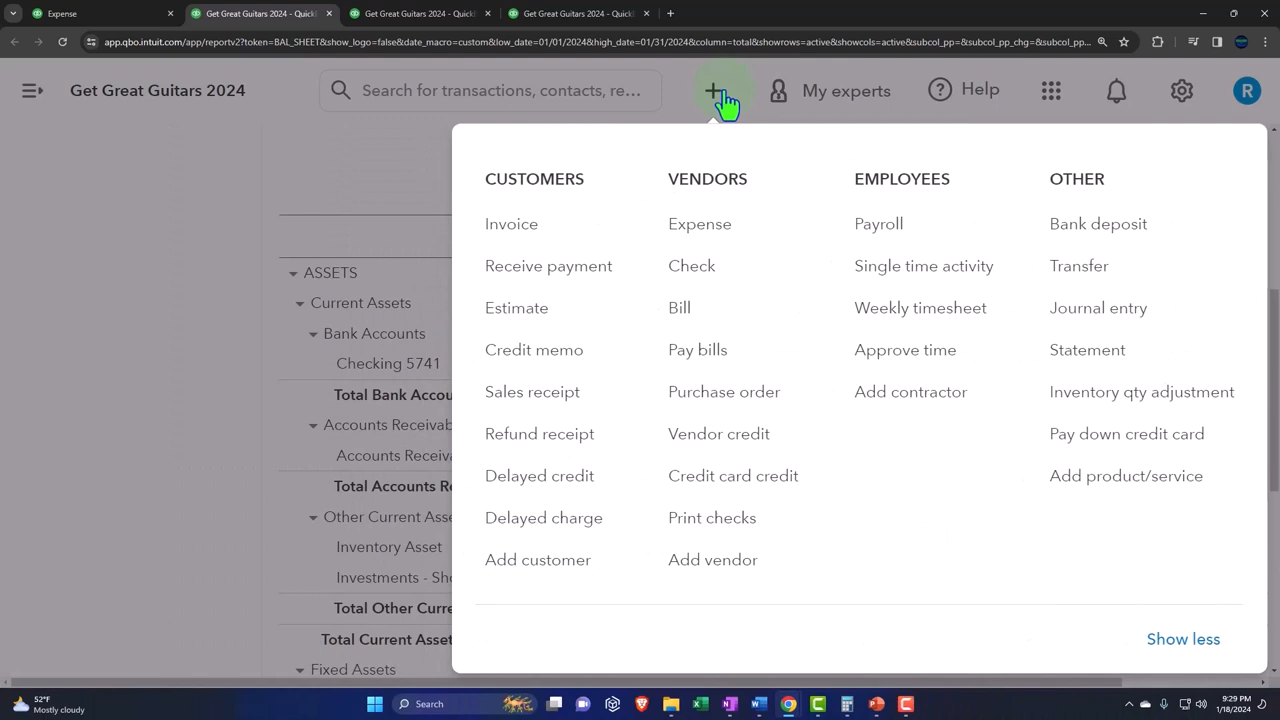 Expense
Get Great Guitars 2024 - Quick
Get Great Guitars 2024 - Quick
Get Great Guitars 2024 - Quick
qbo.intuit.com/app/reportv2?token=BAL_SHEET&show_logo=false&date_macro=custom&low_date=01/01/2024&high_date=01/31/2024&column=total&showrows=active&showcols=active&subcol_pp=&subcol_pp_chg=&subcol_pp...
Get Great Guitars 2024
Search for transactions, contacts, re...
My experts
Help
R
CUSTOMERS VENDORS EMPLOYEES OTHER
Invoice Expense Payroll Bank deposit
Receive payment Check Single time activity Transfer
Estimate Bill Weekly timesheet Journal entry
Credit memo Pay bills Approve time Statement
Sales receipt Purchase order Add contractor Inventory qty adjustment
Refund receipt Vendor credit Pay down credit card
Delayed credit Credit card credit Add product/service
Delayed charge Print checks
Add customer Add vendor
Show less
ASSETS
Current Assets
Bank Accounts
Checking 5741
Total Bank Accou
Accounts Receivab
Accounts Receiva
Total Accounts Re
Other Current Asse
Inventory Asset
Investments - Sho
Total Other Curre
Total Current Asset
Fixed Assets
52°F
Mostly cloudy
Search
9:29 PM
1/18/2024